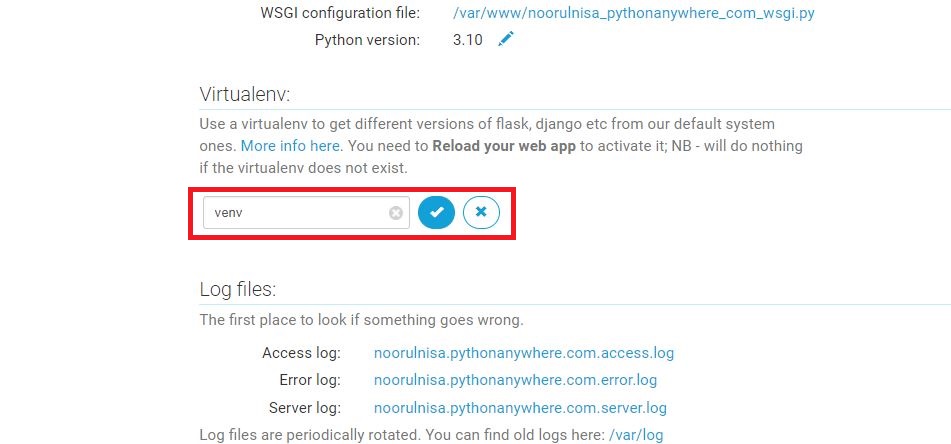 WSGI configuration file: /var/www/noorulnisa_pythonanywhere_com_wsgi.py
Python version: 3.10
Virtualenv:
Use a virtualenv to get different versions of flask, django etc from our default system
ones. More info here. You need to Reload your web app to activate it; NB - will do nothing
if the virtualenv does not exist.
venv
Log files:
The first place to look if something goes wrong.
Access log: noorulnisa.pythonanywhere.com.access.log
Error log: noorulnisa.pythonanywhere.com.error.log
Server log: noorulnisa.pythonanywhere.com.server.log
Log files are periodically rotated. You can find old logs here: /var/log